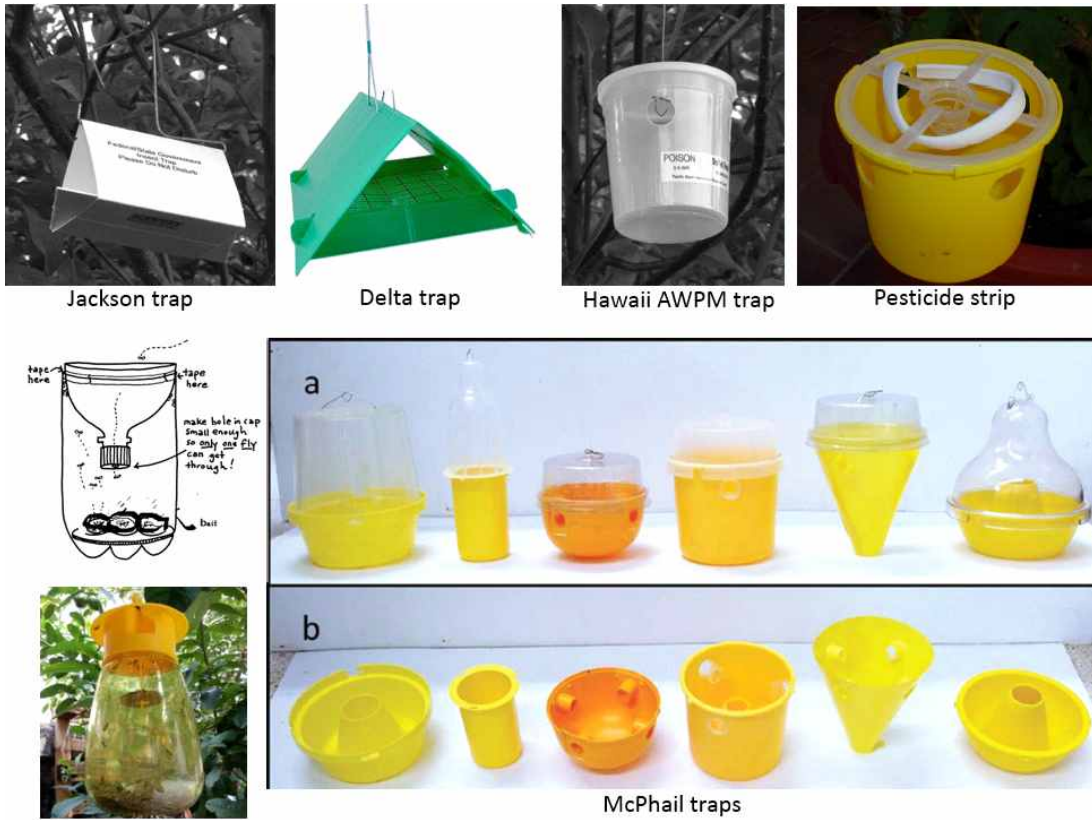 Federal/State Government
Insect Trap
Please Do Not Disturb
POISON
Jackson trap
Delta trap
Hawaii AWPM trap
Pesticide strip
tape
here
tape
here
make hole in cap
small enough
so only one fly
can get
through!
bait
a
b
McPhail traps